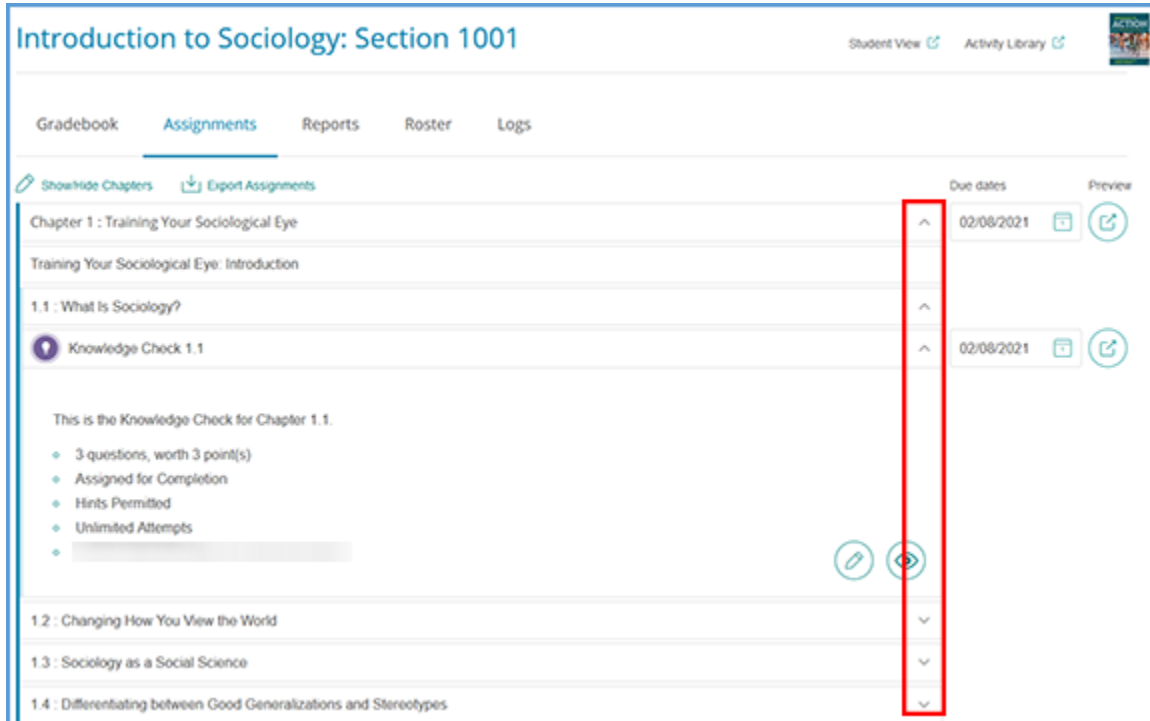 Introduction to Sociology: Section 1001
Student View
Activity Library
ACTION
Gradebook
Assignments
Reports
Roster
Logs
Show/Hide Chapters
Export Assignments
Due dates
Preview
Chapter 1 : Training Your Sociological Eye
02/08/2021
Training Your Sociological Eye: Introduction
1.1 : What Is Sociology?
Knowledge Check 1.1
02/08/2021
This is the Knowledge Check for Chapter 1.1.
3 questions, worth 3 point(s)
Assigned for Completion
Hints Permitted
Unlimited Attempts
1.2 : Changing How You View the World
1.3 : Sociology as a Social Science
1.4 : Differentiating between Good Generalizations and Stereotypes